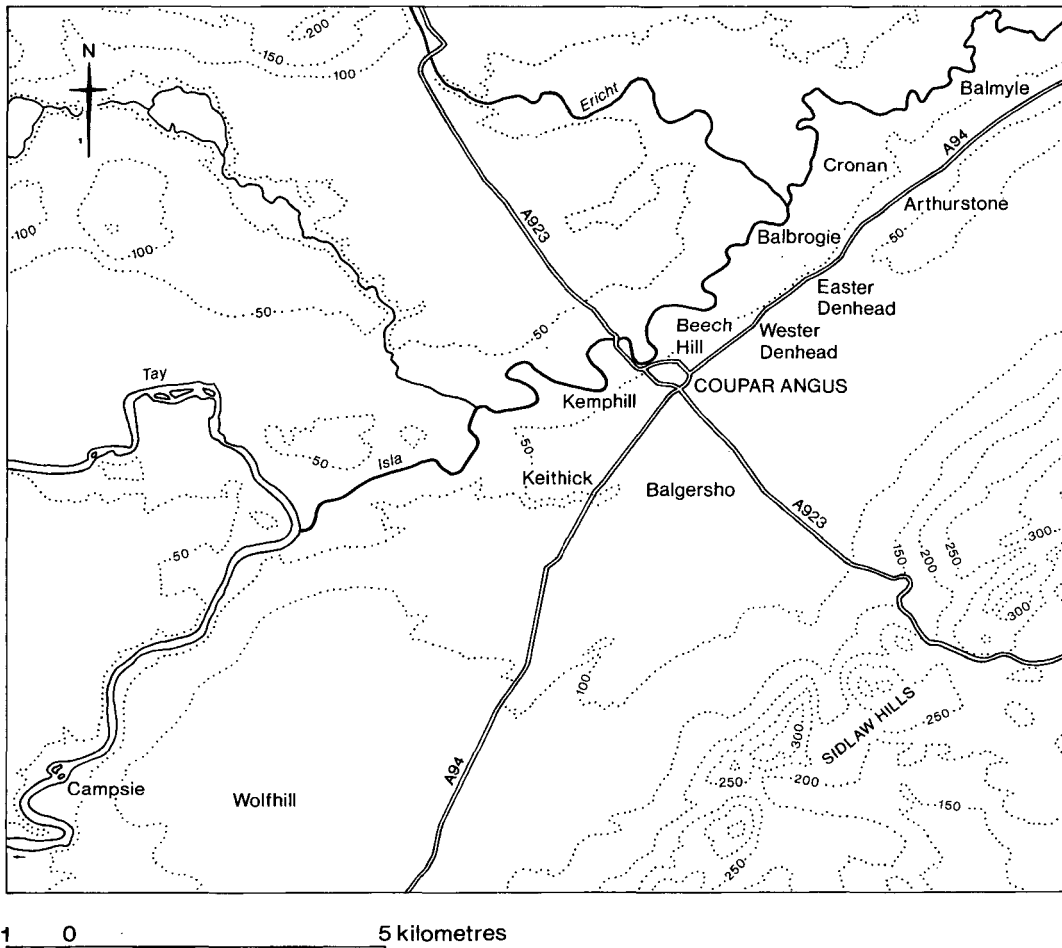 200
150
100
N
Ericht
Balmyle
A94
Cronan
A923
Arthurstone
100
100
50
Balbrogie
50
Easter
Denhead
50
Beech
Hill
Wester
Denhead
Tay
COUPAR ANGUS
Kemphill
50
50
Isla
Keithick
Balgersho
A923
50
150
200
250
300
300
100
SIDLAW HILLS
250
300
A94
250
200
150
Campsie
Wolfhill
250
1 0 5 kilometres